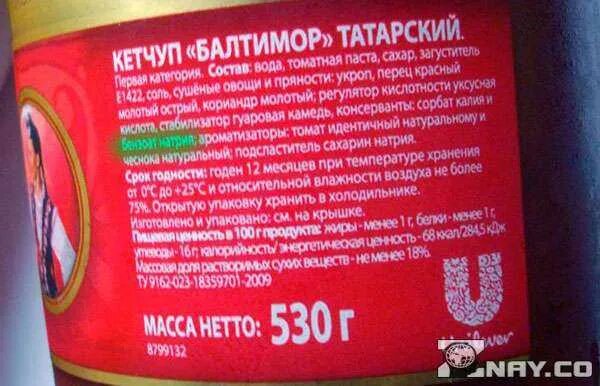 КЕТЧУП «БАЛТИМОР» ТАТАРСКИЙ.
Первая категория. Состав: вода, томатная паста, сахар, загуститель
Е1422, соль, сушёные овощи и пряности: укроп, перец красный
молотый острый, кориандр молотый; регулятор кислотности уксусная
кислота, стабилизатор гуаровая камедь, консерванты: сорбат калия и
бензоат натрия; ароматизаторы: томат идентичный натуральному и
чеснока натуральный; подсластитель сахарин натрия.
Срок годности: годен 12 месяцев при температуре хранения
от 0°С до +25°С и относительной влажности воздуха не более
75%. Открытую упаковку хранить в холодильнике.
Изготовлено и упаковано: см. на крышке.
Пищевая ценность в 100 г продукта: жиры - менее 1 г, белки - менее 1 г,
углеводы - 16 г; калорийность/ энергетическая ценность - 68 ккал/284,5 кДж
Массовая доля растворимых сухих веществ - не менее 18%.
ТУ 9162-023-18359701-2009
МАССА НЕТТО: 530 г
8799132
Unilever
NAY.CO